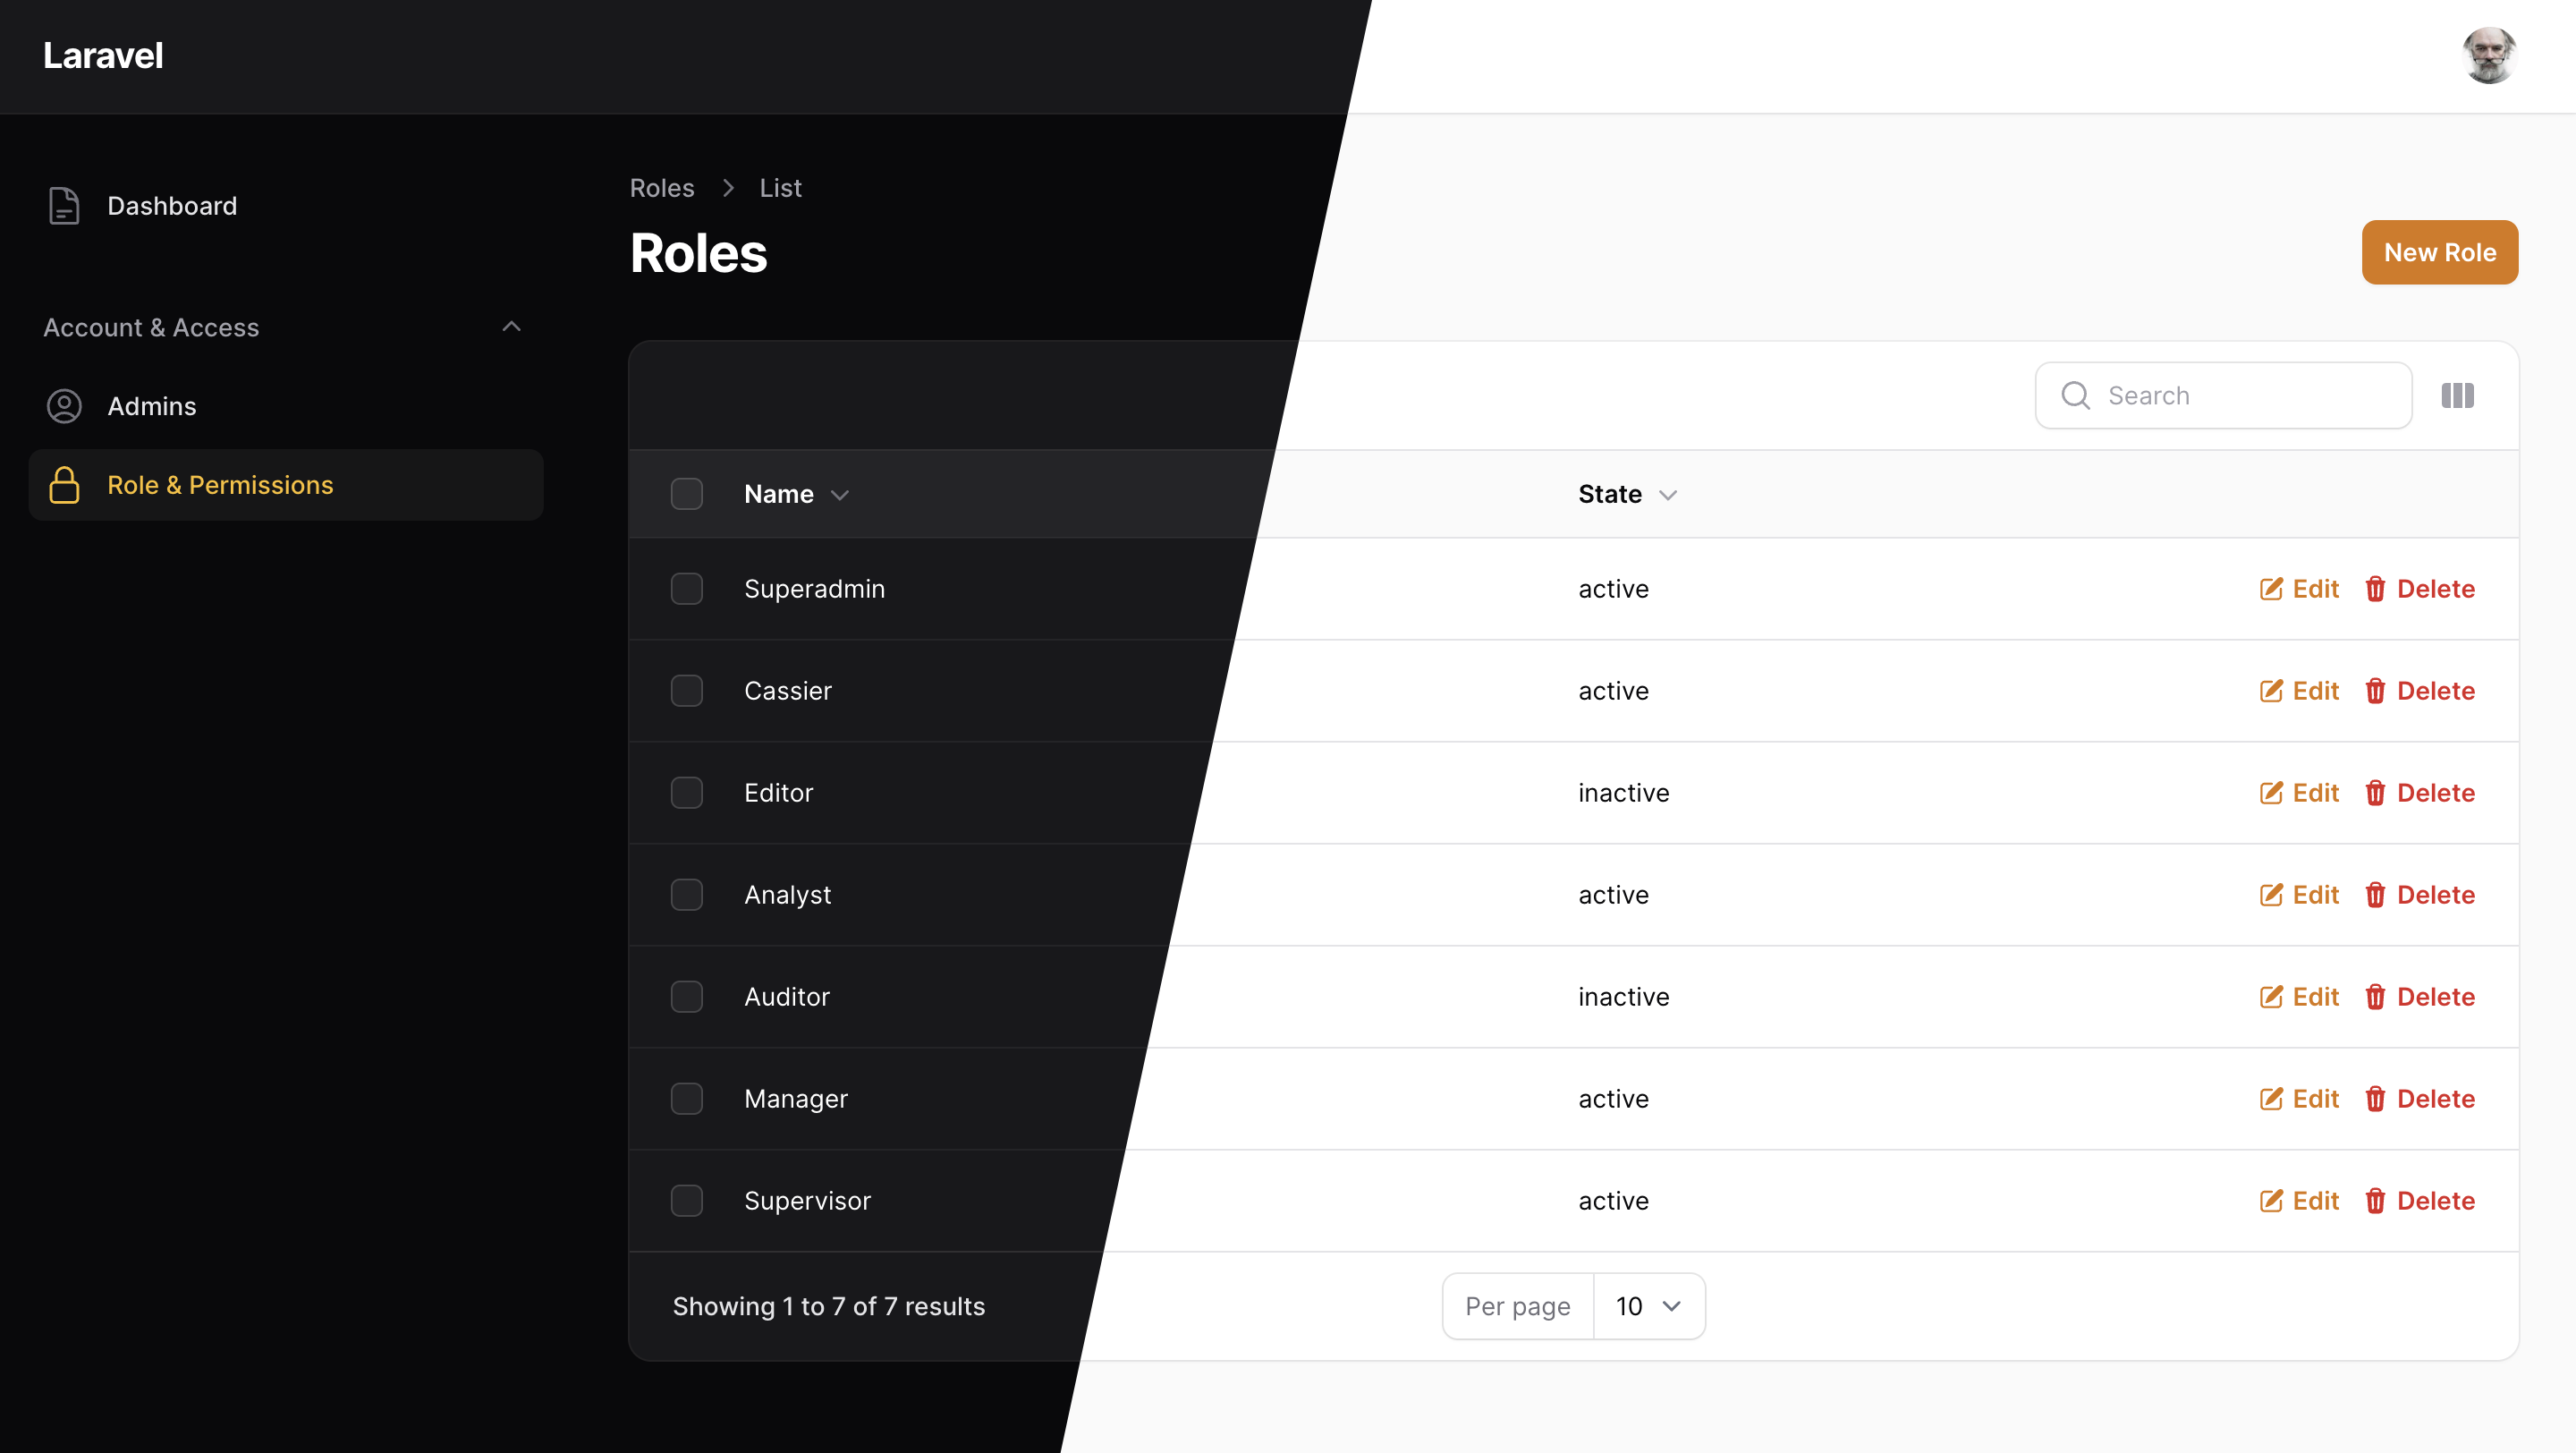 Laravel
Dashboard
Account & Access
Admins
Role & Permissions
Roles > List
Roles
New Role
Search
Name State
Superadmin active Edit Delete
Cassier active Edit Delete
Editor inactive Edit Delete
Analyst active Edit Delete
Auditor inactive Edit Delete
Manager active Edit Delete
Supervisor active Edit Delete
Showing 1 to 7 of 7 results Per page 10